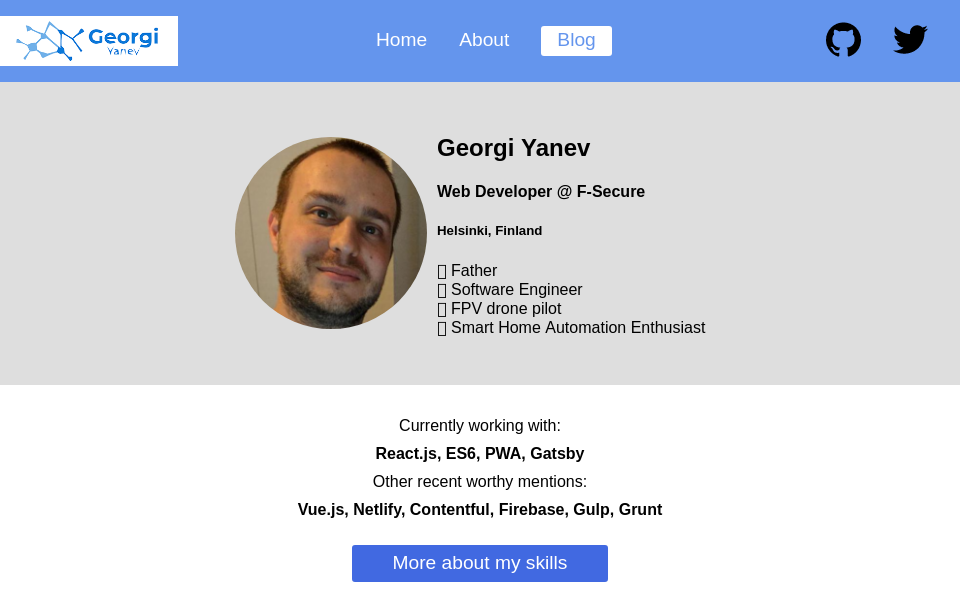 Georgi
Yanev
Home
About
Blog
Georgi Yanev
Web Developer @ F-Secure
Helsinki, Finland
Father
Software Engineer
FPV drone pilot
Smart Home Automation Enthusiast
Currently working with:
React.js, ES6, PWA, Gatsby
Other recent worthy mentions:
Vue.js, Netlify, Contentful, Firebase, Gulp, Grunt
More about my skills